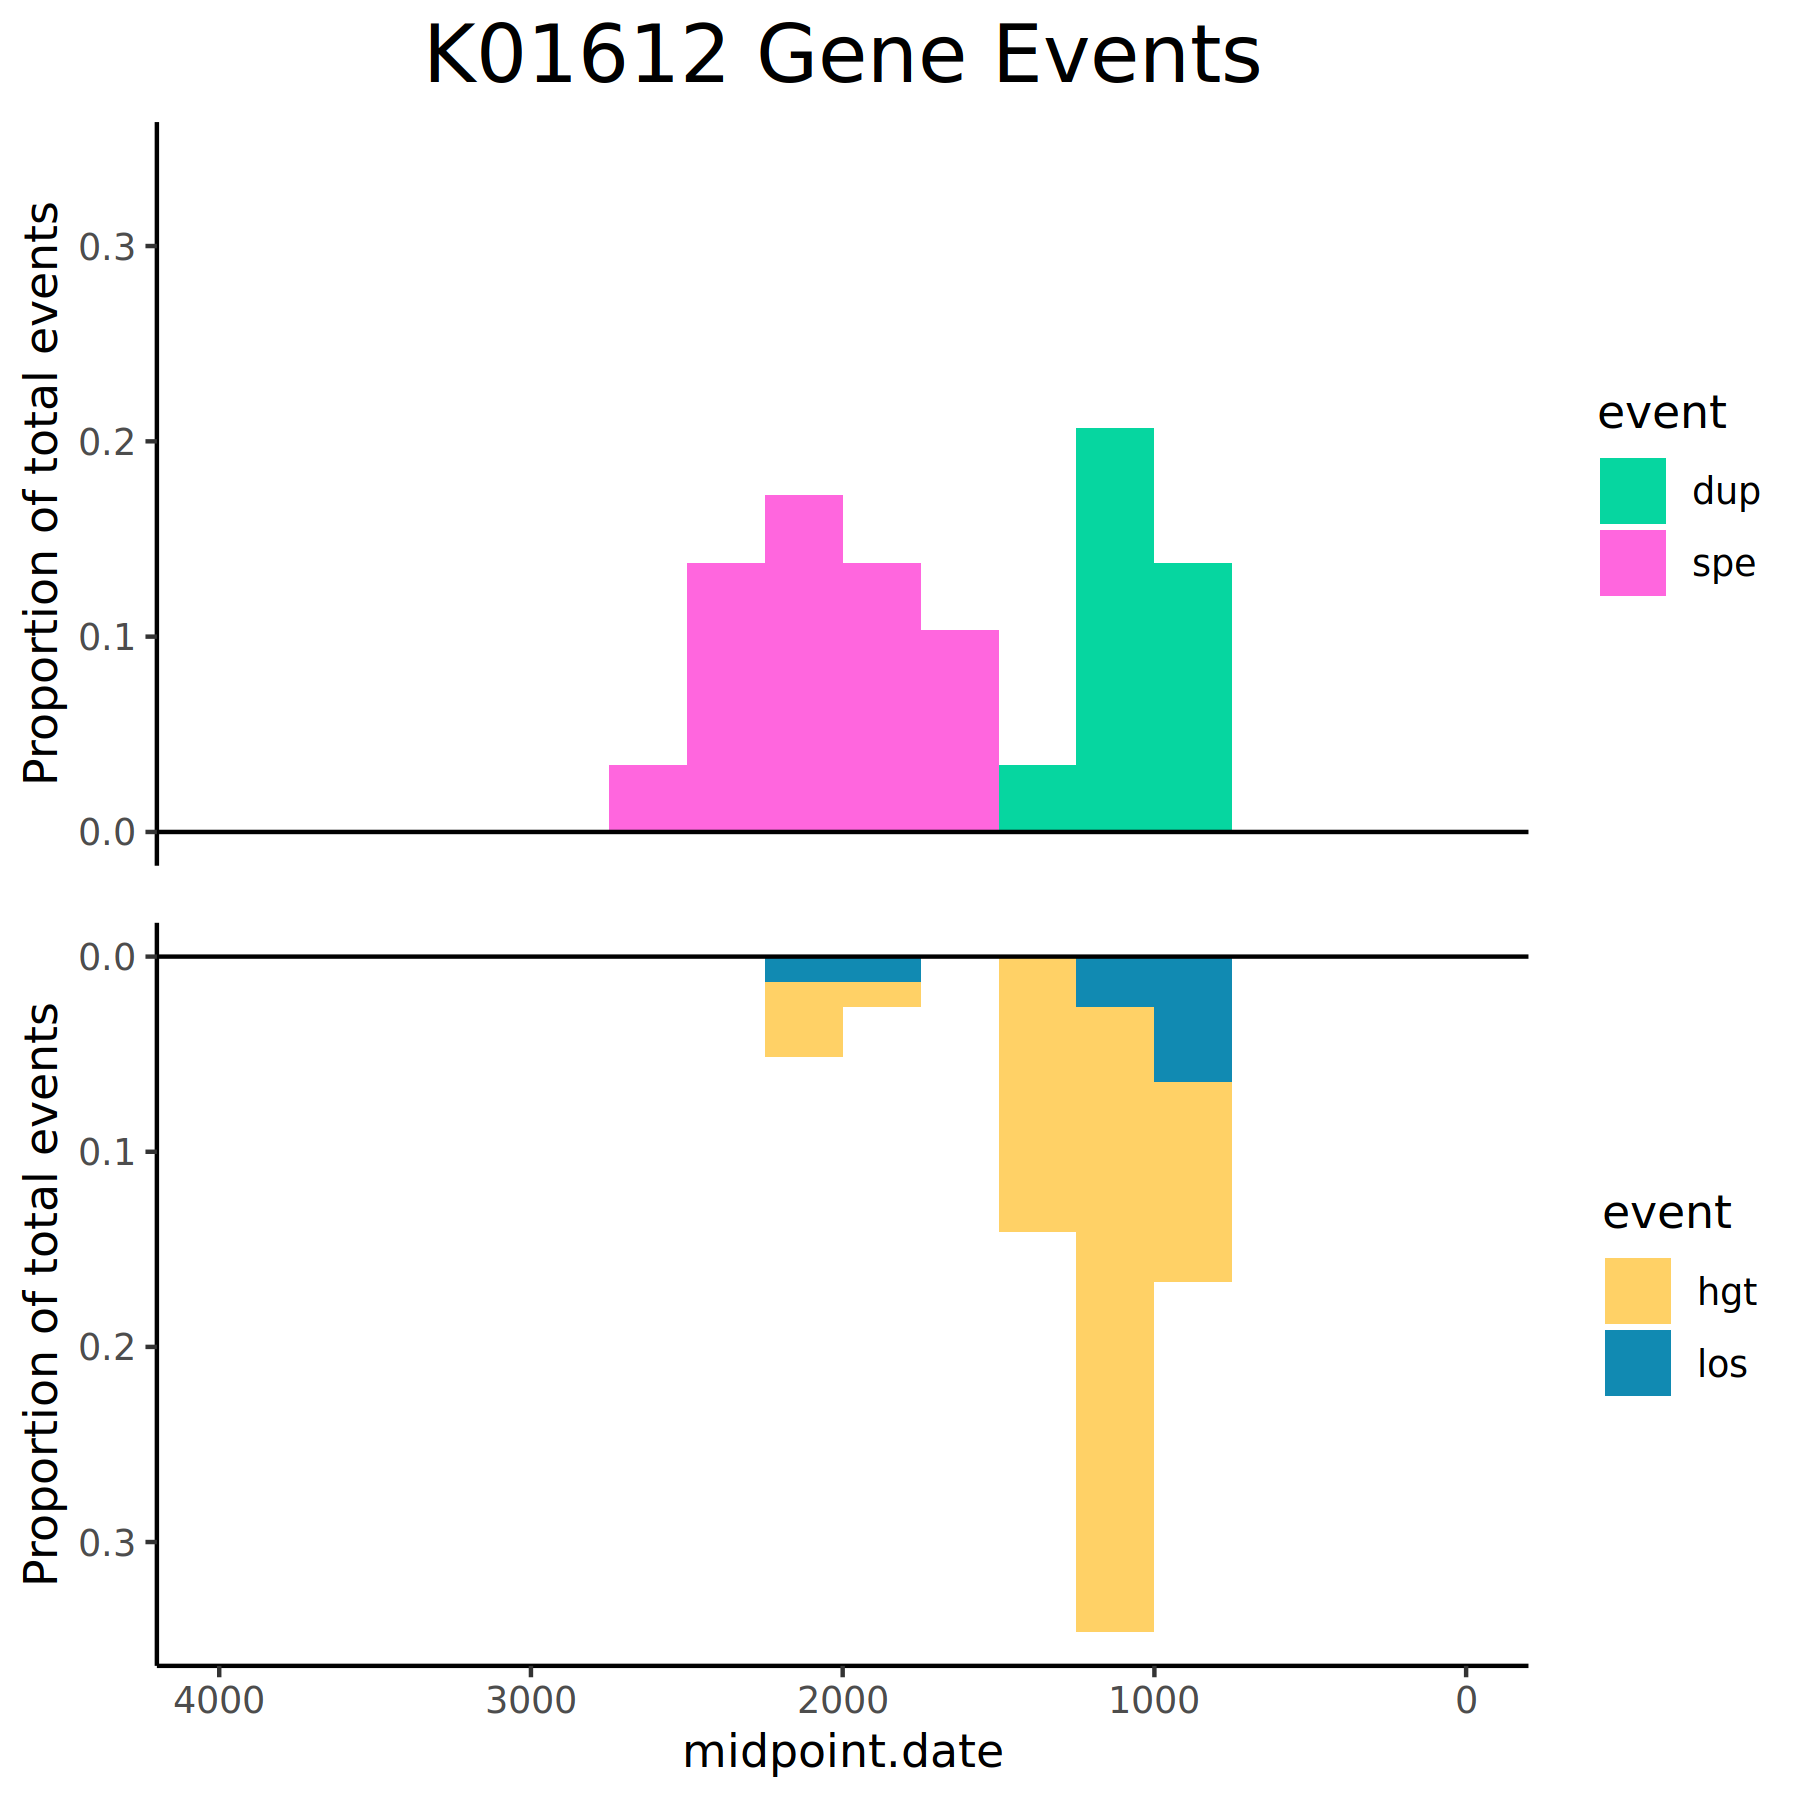 K01612 Gene Events
Proportion of total events
0.3
0.2
0.1
0.0
event
dup
spe
Proportion of total events
0.0
0.1
0.2
0.3
event
hgt
los
4000 3000 2000 1000 0
midpoint.date